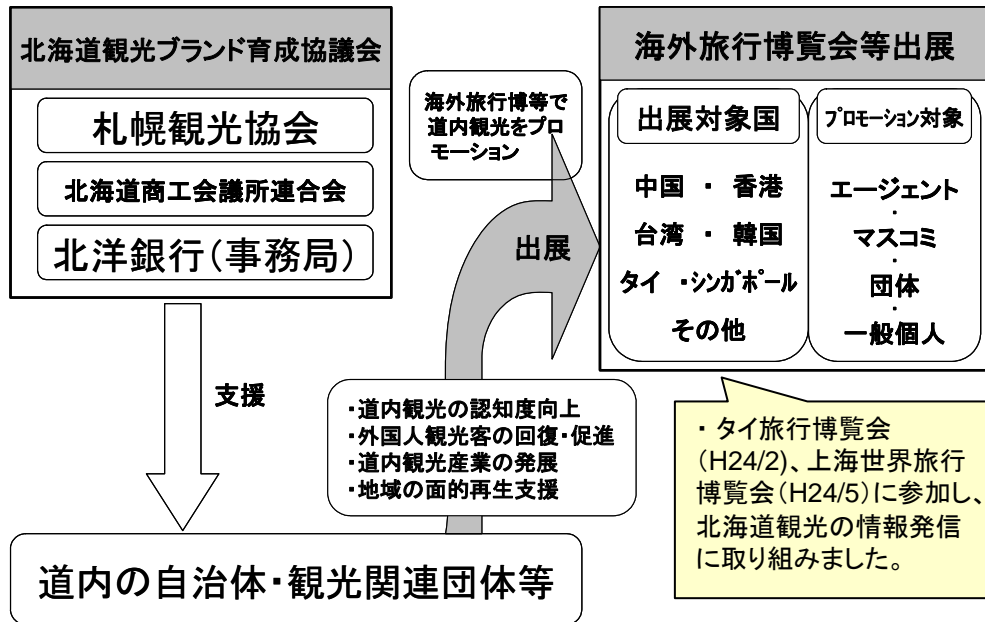 北海道観光ブランド育成協議会
札幌観光協会
北海道商工会議所連合会
北洋銀行(事務局)
支援
道内の自治体・観光関連団体等
海外旅行博等で
道内観光をプロ
モーション
出展
・道内観光の認知度向上
・外国人観光客の回復・促進
・道内観光産業の発展
・地域の面的再生支援
海外旅行博覧会等出展
出展対象国
中国 ・ 香港
台湾 ・ 韓国
タイ ・シンガポール
その他
プロモーション対象
エージェント
・
マスコミ
・
団体
・
一般個人
・ タイ旅行博覧会
(H24/2)、上海世界旅行
博覧会(H24/5)に参加し、
北海道観光の情報発信
に取り組みました。